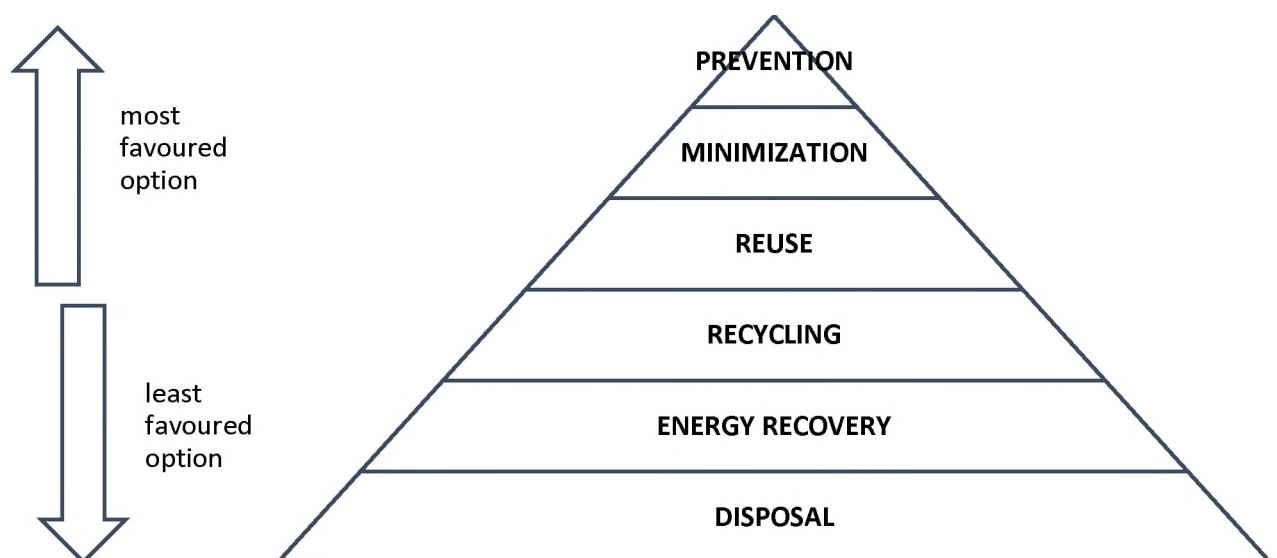 PREVENTION
most
favoured
option
MINIMIZATION
REUSE
RECYCLING
least
favoured
option
ENERGY RECOVERY
DISPOSAL